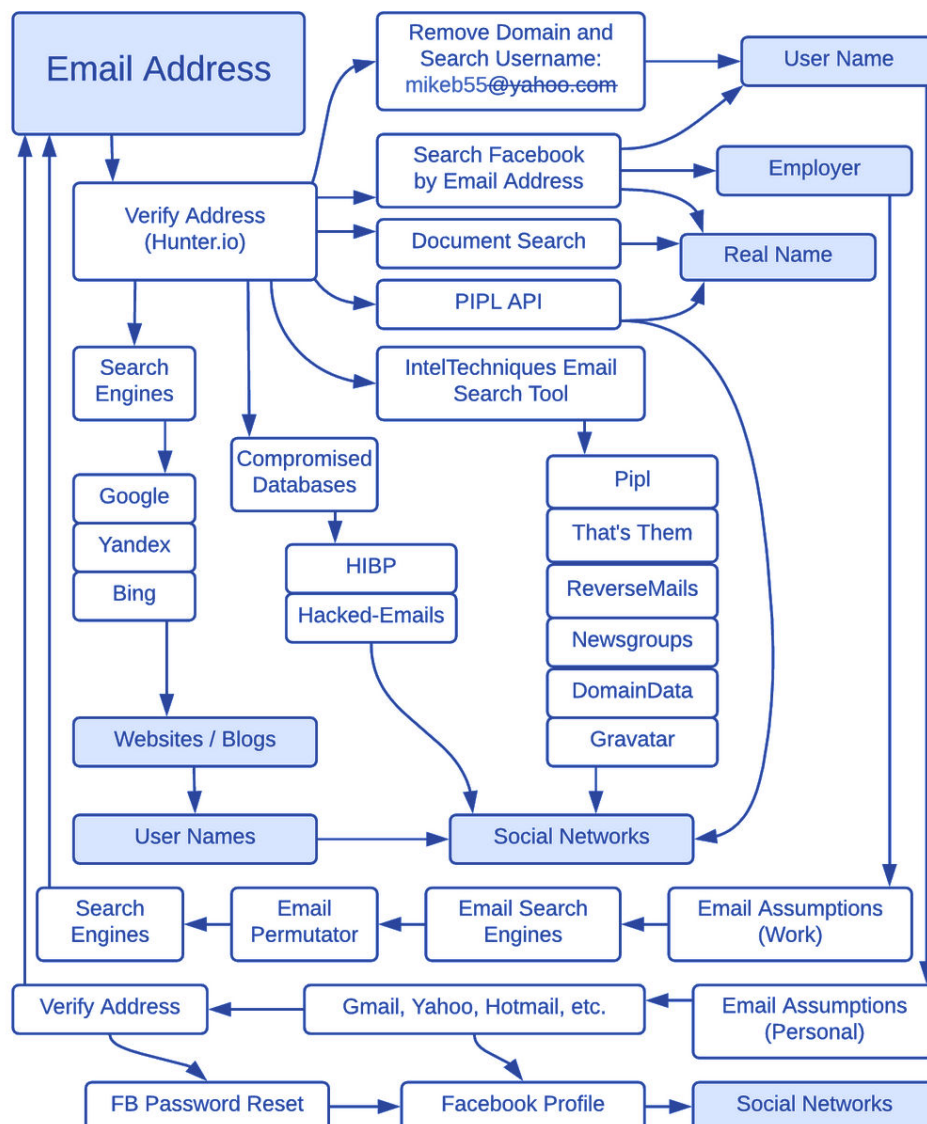 Email Address
Remove Domain and
Search Username:
mikeb55@yahoo.com
User Name
Search Facebook
by Email Address
Employer
Verify Address
(Hunter.io)
Document Search
Real Name
PIPL API
Search
Engines
IntelTechniques Email
Search Tool
Compromised
Databases
Google
Yandex
Bing
Pipl
That's Them
ReverseMails
Newsgroups
DomainData
Gravatar
HIBP
Hacked-Emails
Websites / Blogs
User Names
Social Networks
Search
Engines
Email
Permutator
Email Search
Engines
Email Assumptions
(Work)
Verify Address
Gmail, Yahoo, Hotmail, etc.
Email Assumptions
(Personal)
FB Password Reset
Facebook Profile
Social Networks